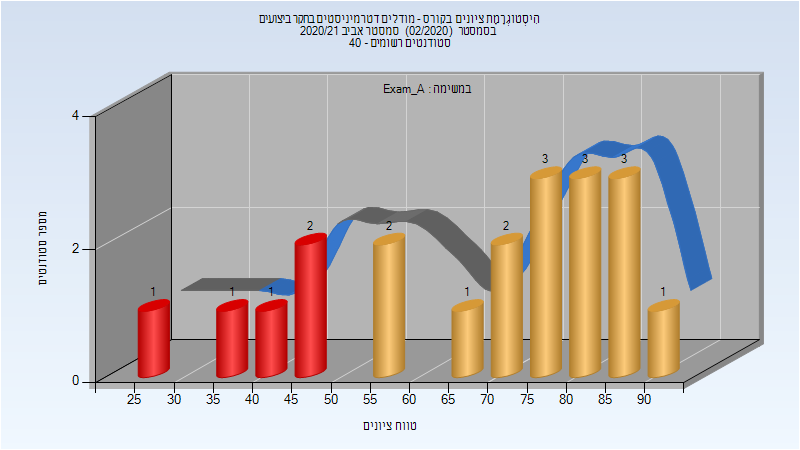 היסטוגרמת ציונים בקורס - מודלים דטרמיניסטים בחקר ביצועים
בסמסטר (02/2020) סמסטר אביב 2020/21
סטודנטים רשומים - 40
במשימה : Exam_A
4
2
0
מספר סטודנטים
1
1
1
2
2
1
2
3
3
3
1
25 30 35 40 45 50 55 60 65 70 75 80 85 90
טווח ציונים